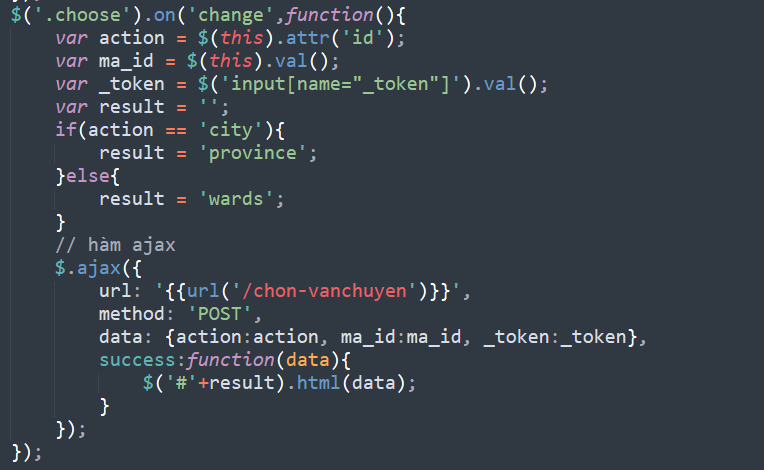 $('.choose').on('change',function(){
    var action = $(this).attr('id');
    var ma_id = $(this).val();
    var _token = $('input[name="_token"]').val();
    var result = '';
    if(action == 'city'){
        result = 'province';
    }else{
        result = 'wards';
    }
    // hàm ajax
    $.ajax({
        url: '{{url('/chon-vanchuyen')}}',
        method: 'POST',
        data: {action:action, ma_id:ma_id, _token:_token},
        success:function(data){
            $('#'+result).html(data);
        }
    });
});